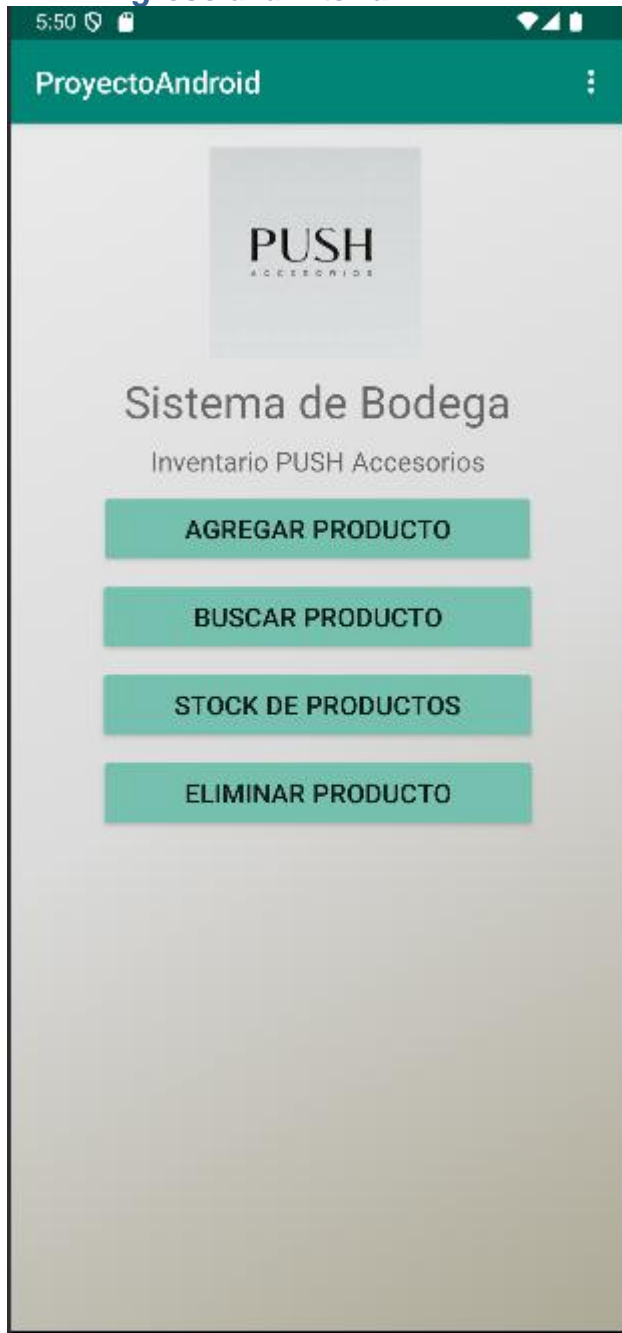 5:50
ProyectoAndroid
PUSH
ACCESORIOS
Sistema de Bodega
Inventario PUSH Accesorios
AGREGAR PRODUCTO
BUSCAR PRODUCTO
STOCK DE PRODUCTOS
ELIMINAR PRODUCTO